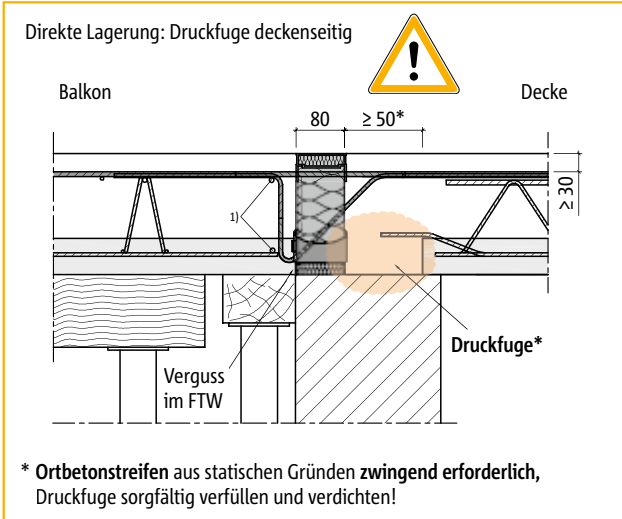 Direkte Lagerung: Druckfuge deckenseitig
!
Balkon
Decke
80
≥ 50*
≥ 30
1)
Druckfuge*
Verguss
im FTW
* Ortbetonstreifen aus statischen Gründen zwingend erforderlich,
Druckfuge sorgfältig verfüllen und verdichten!